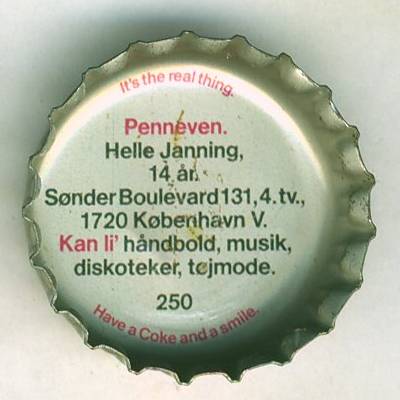 It's the real thing.
Penneven.
Helle Janning,
14 år.
Sønder Boulevard 131, 4. tv.,
1720 København V.
Kan li' håndbold, musik,
diskoteker, tøjmode.
250
Have a Coke and a smile.